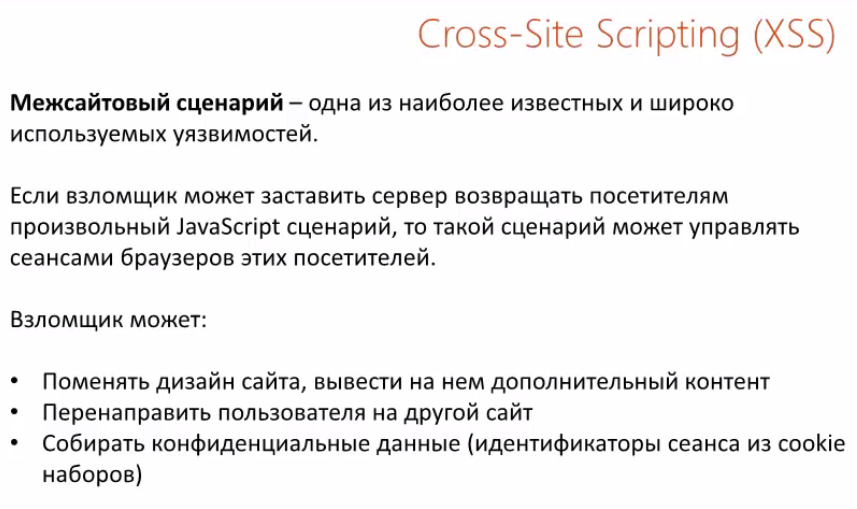 Cross-Site Scripting (XSS)
Межсайтовый сценарий – одна из наиболее известных и широко
используемых уязвимостей.
Если взломщик может заставить сервер возвращать посетителям
произвольный JavaScript сценарий, то такой сценарий может управлять
сеансами браузеров этих посетителей.
Взломщик может:
• Поменять дизайн сайта, вывести на нем дополнительный контент
• Перенаправить пользователя на другой сайт
• Собирать конфиденциальные данные (идентификаторы сеанса из cookie
наборов)